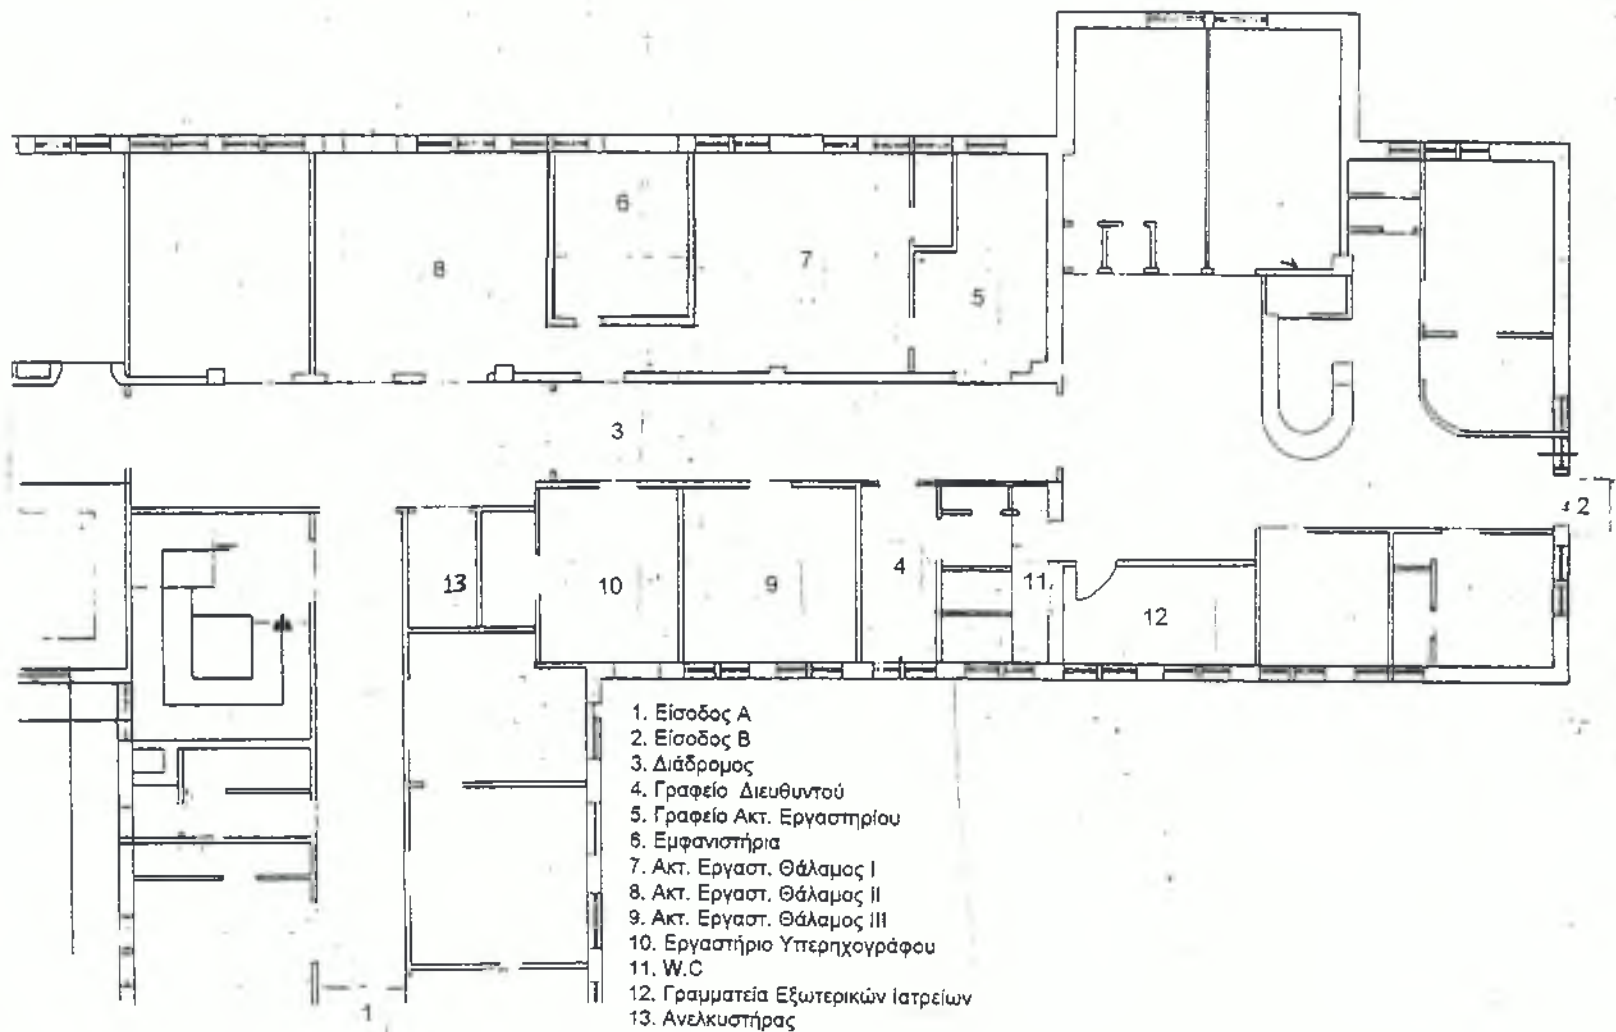 6
8
7
5
3
2
13
10
9
4
11
12
1. Είσοδος Α
2. Είσοδος Β
3. Διάδρομος
4. Γραφείο Διευθυντού
5. Γραφείο Ακτ. Εργαστηρίου
6. Εμφανιστήρια
7. Ακτ. Εργαστ. Θάλαμος Ι
8. Ακτ. Εργαστ. Θάλαμος ΙΙ
9. Ακτ. Εργαστ. Θάλαμος ΙΙΙ
10. Εργαστήριο Υπερηχογράφου
11. W.C
12. Γραμματεία Εξωτερικών Ιατρείων
13. Ανελκυστήρας
1